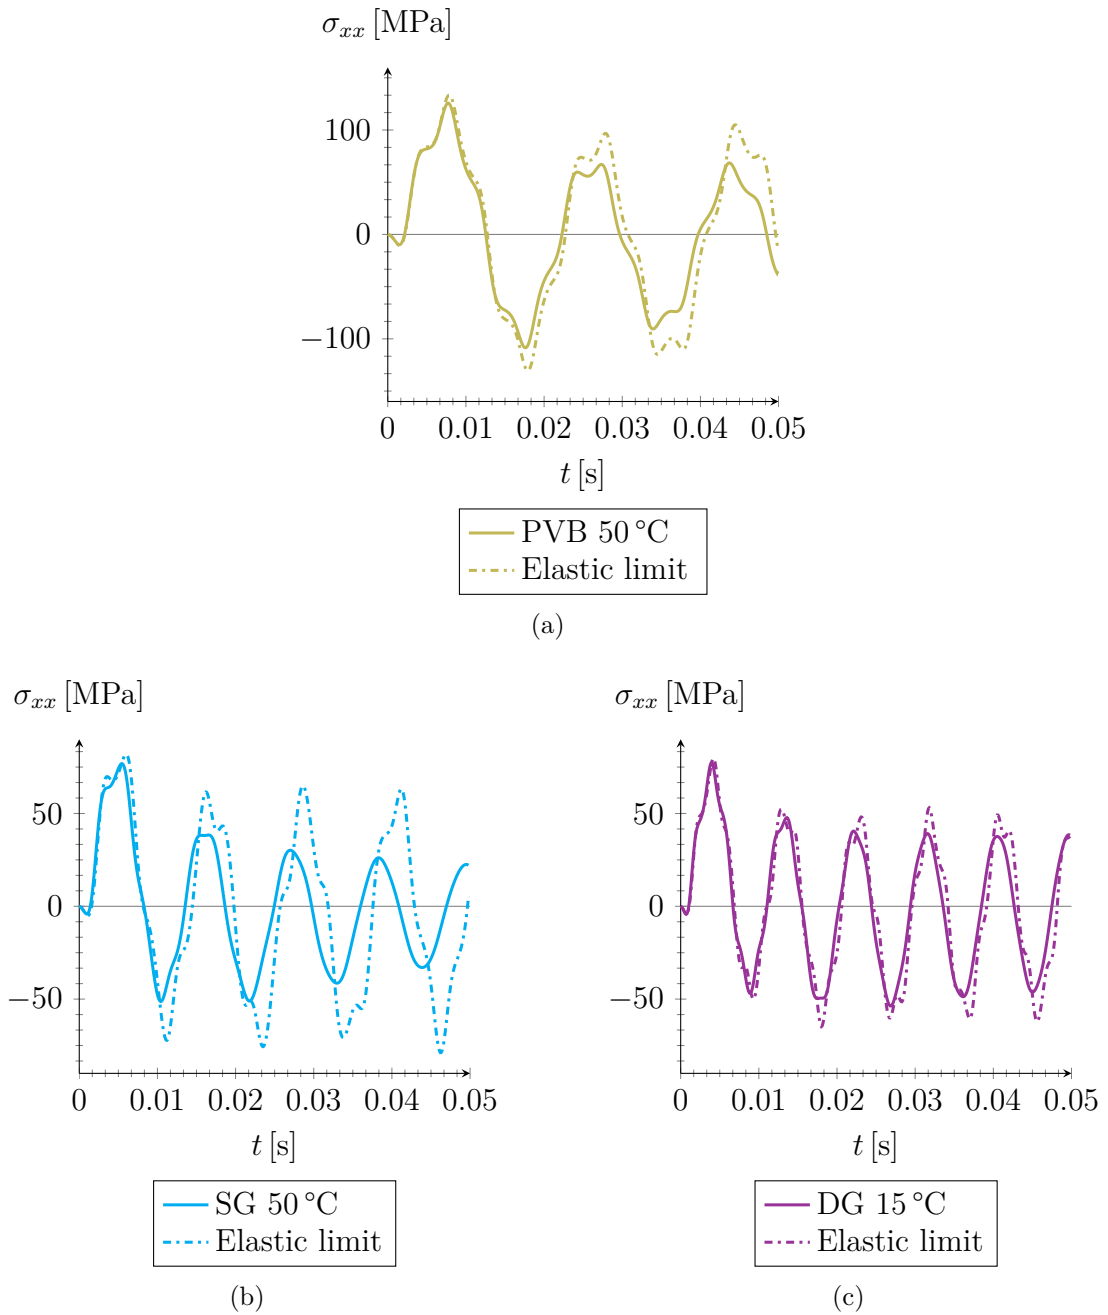 σxx [MPa]
100
0
−100
0 0.01 0.02 0.03 0.04 0.05
t [s]
PVB 50 °C
Elastic limit
(a)
σxx [MPa]
50
0
−50
0 0.01 0.02 0.03 0.04 0.05
t [s]
SG 50 °C
Elastic limit
(b)
σxx [MPa]
50
0
−50
0 0.01 0.02 0.03 0.04 0.05
t [s]
DG 15 °C
Elastic limit
(c)